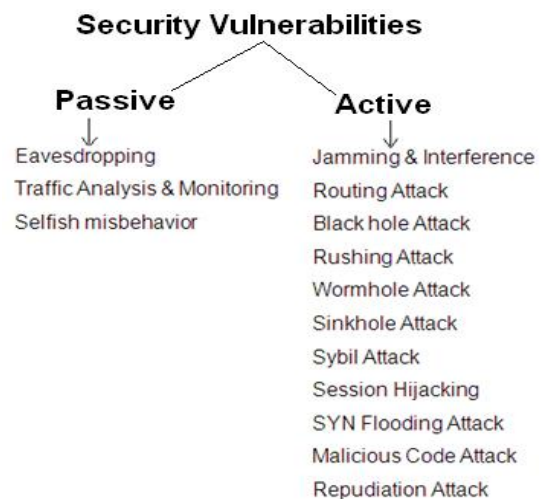 Security Vulnerabilities
Passive
Eavesdropping
Traffic Analysis & Monitoring
Selfish misbehavior
Active
Jamming & Interference
Routing Attack
Black hole Attack
Rushing Attack
Wormhole Attack
Sinkhole Attack
Sybil Attack
Session Hijacking
SYN Flooding Attack
Malicious Code Attack
Repudiation Attack